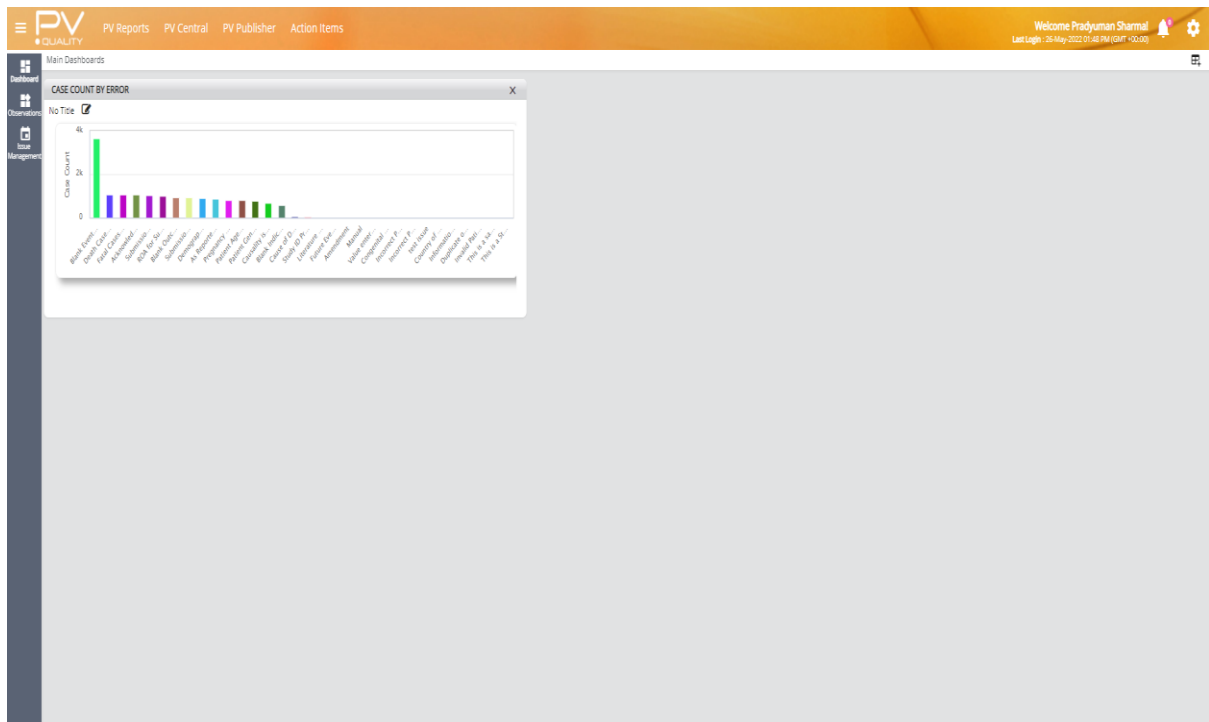 PV
QUALITY
PV Reports PV Central PV Publisher Action Items
Welcome Pradyuman Sharmal
Last Login : 26-May-2022 01:48 PM (GMT +00:00)
Dashboard
Observations
Issue
Management
Main Dashboards
CASE COUNT BY ERROR X
No Title
Case Count
4k
2k
0
Blank Event...
Death Case...
Fatal Cases...
Acknowled...
Submissio...
ROA for Su...
Blank Outc...
Submissio...
Demograp...
As Reporte...
Pregnancy ...
Patient Age...
Patient Gen...
Causality is...
Blank Indic...
Cause of D...
Study ID Pr...
Literature ...
Future Eve...
Amendment
Manual
Value enter...
Congenital ...
Incorrect P...
Incorrect P...
test issue
Country of ...
Informatio...
Duplicate o...
Invalid Pati...
This is a sa...
This is a St...